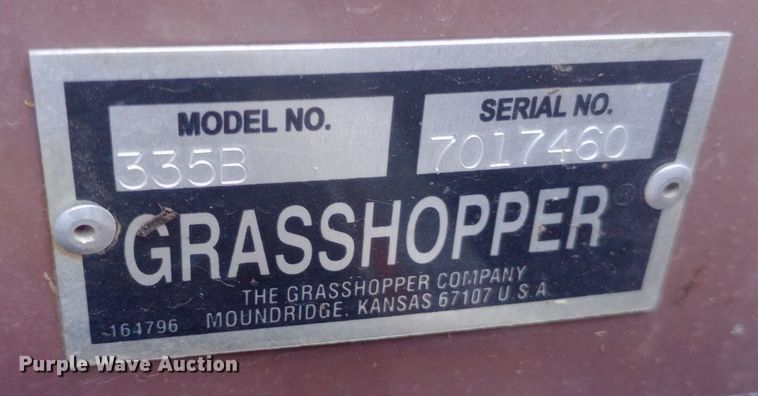 MODEL NO.
335B
SERIAL NO.
7017460
GRASSHOPPER®
THE GRASSHOPPER COMPANY
MOUNDRIDGE, KANSAS 67107 U.S.A.
164796
Purple Wave Auction